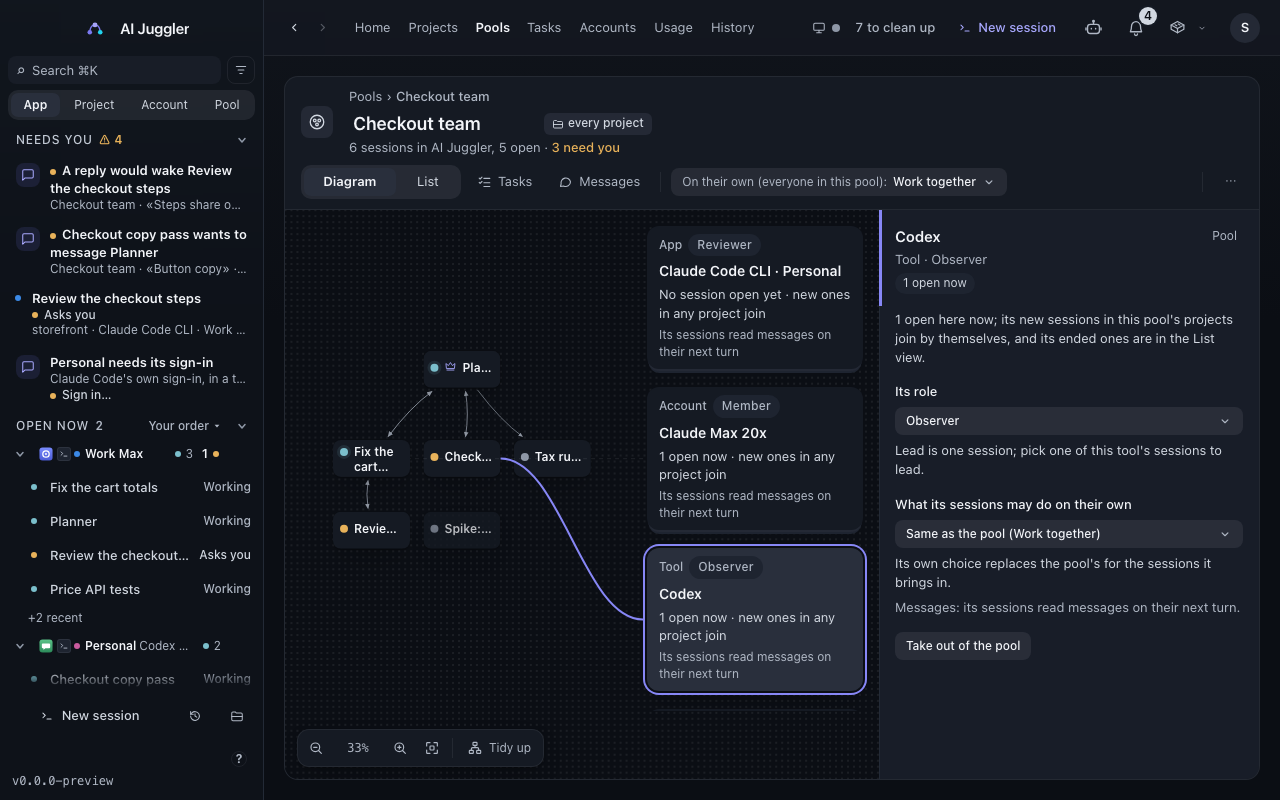 AI Juggler
Home Projects Pools Tasks Accounts Usage History
7 to clean up
New session
4
S
Search ⌘K
App Project Account Pool
NEEDS YOU 4
A reply would wake Review
the checkout steps
Checkout team · «Steps share o...
Checkout copy pass wants to
message Planner
Checkout team · «Button copy» ·...
Review the checkout steps
Asks you
storefront · Claude Code CLI · Work ...
Personal needs its sign-in
Claude Code's own sign-in, in a t...
Sign in...
OPEN NOW 2 Your order
Work Max 3 1
Fix the cart totals Working
Planner Working
Review the checkout... Asks you
Price API tests Working
+2 recent
Personal Codex ... 2
Checkout copy pass Working
New session
?
v0.0.0-preview
Pools › Checkout team
Checkout team every project
6 sessions in AI Juggler, 5 open · 3 need you
Diagram List Tasks Messages On their own (everyone in this pool): Work together ...
Pla...
Fix the
cart...
Check...
Tax ru...
Revie...
Spike:...
App Reviewer
Claude Code CLI · Personal
No session open yet · new ones
in any project join
Its sessions read messages on
their next turn
Account Member
Claude Max 20x
1 open now · new ones in any
project join
Its sessions read messages on
their next turn
Tool Observer
Codex
1 open now · new ones in any
project join
Its sessions read messages on
their next turn
33% Tidy up
Codex Pool
Tool · Observer
1 open now
1 open here now; its new sessions in this pool's projects
join by themselves, and its ended ones are in the List
view.
Its role
Observer
Lead is one session; pick one of this tool's sessions to
lead.
What its sessions may do on their own
Same as the pool (Work together)
Its own choice replaces the pool's for the sessions it
brings in.
Messages: its sessions read messages on their next turn.
Take out of the pool